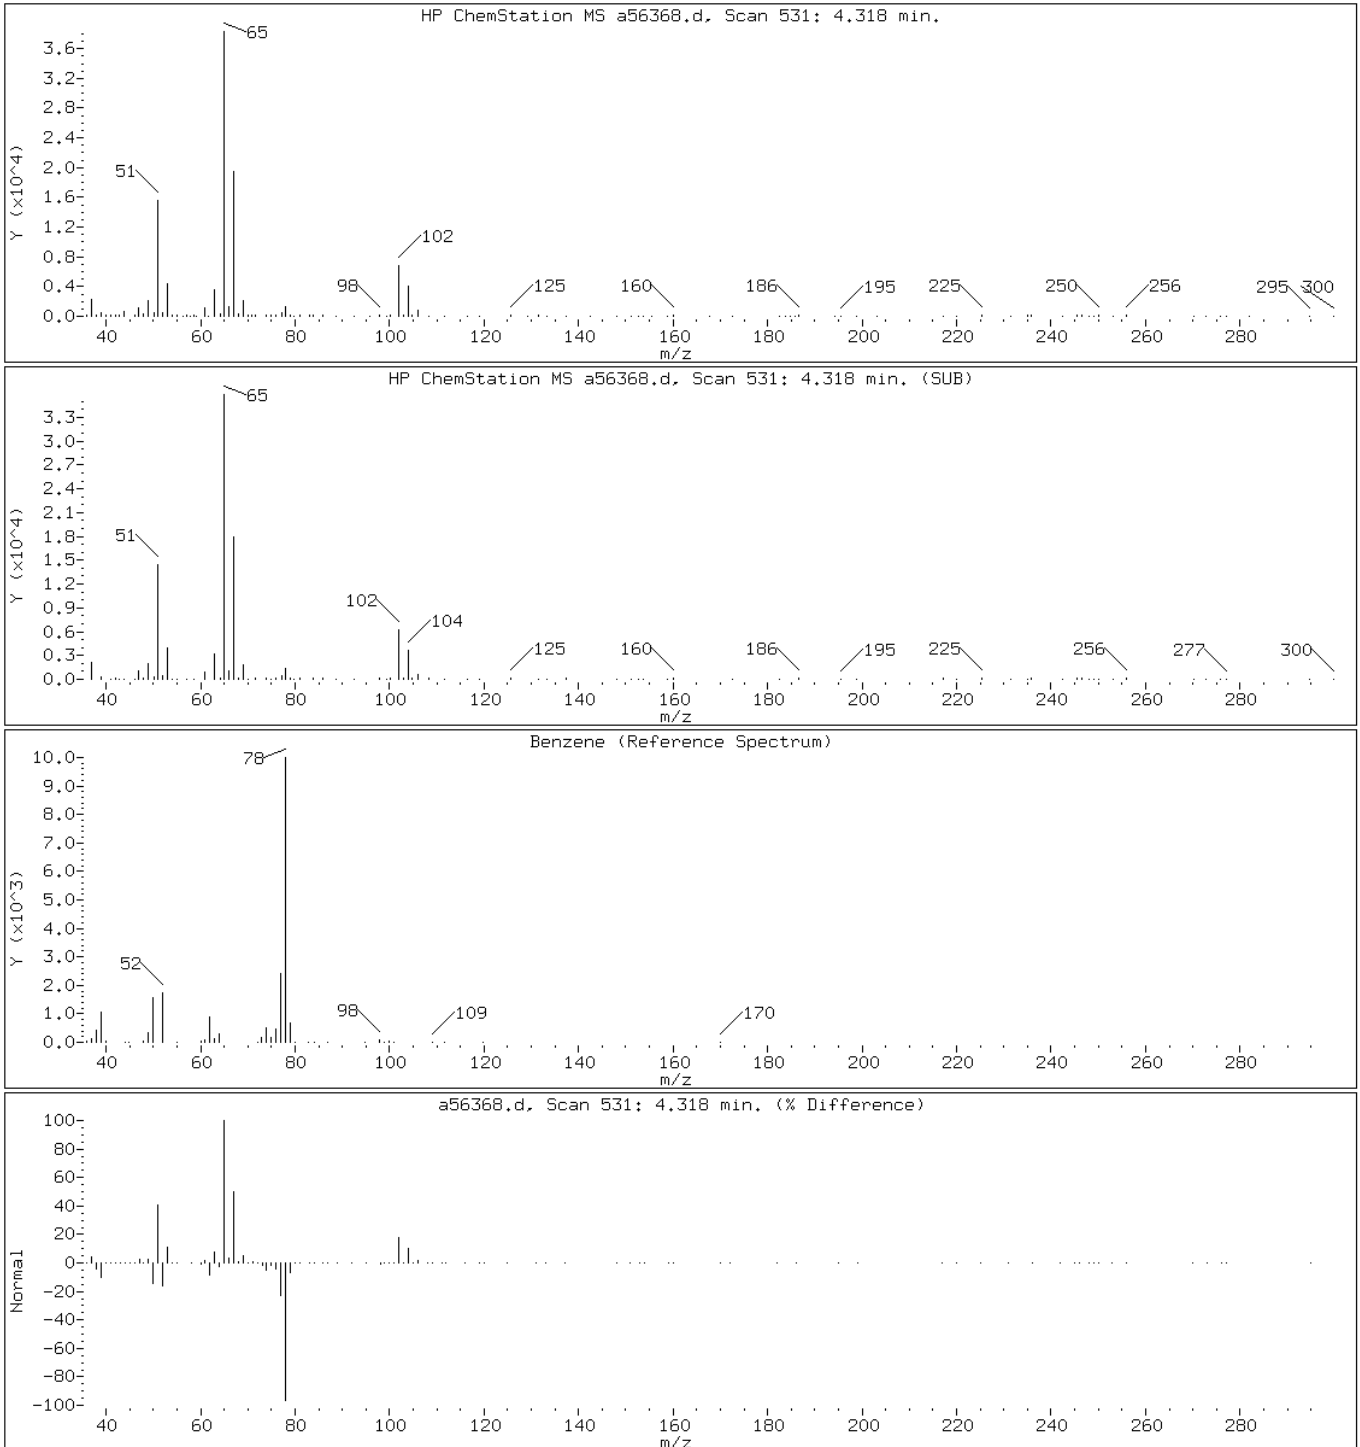 HP ChemStation MS a56368.d, Scan 531: 4.318 min.
65
3.6
3.2
2.8
2.4
2.0
51
1.6
1.2
102
0.8
0.4
98 125 160 186 195 225 250 256 295 300
0.0
Y (x10^4)
40 60 80 100 120 140 160 180 200 220 240 260 280
m/z
HP ChemStation MS a56368.d, Scan 531: 4.318 min. (SUB)
65
3.3
3.0
2.7
2.4
2.1
1.8
51
1.5
1.2
102
0.9
104
0.6
0.3
125 160 186 195 225 256 277 300
0.0
Y (x10^4)
40 60 80 100 120 140 160 180 200 220 240 260 280
m/z
Benzene (Reference Spectrum)
78
10.0
9.0
8.0
7.0
6.0
5.0
4.0
3.0
52
2.0
1.0
98 109 170
0.0
Y (x10^3)
40 60 80 100 120 140 160 180 200 220 240 260 280
m/z
a56368.d, Scan 531: 4.318 min. (% Difference)
100
80
60
40
20
0
-20
-40
-60
-80
-100
Normal
40 60 80 100 120 140 160 180 200 220 240 260 280
m/z